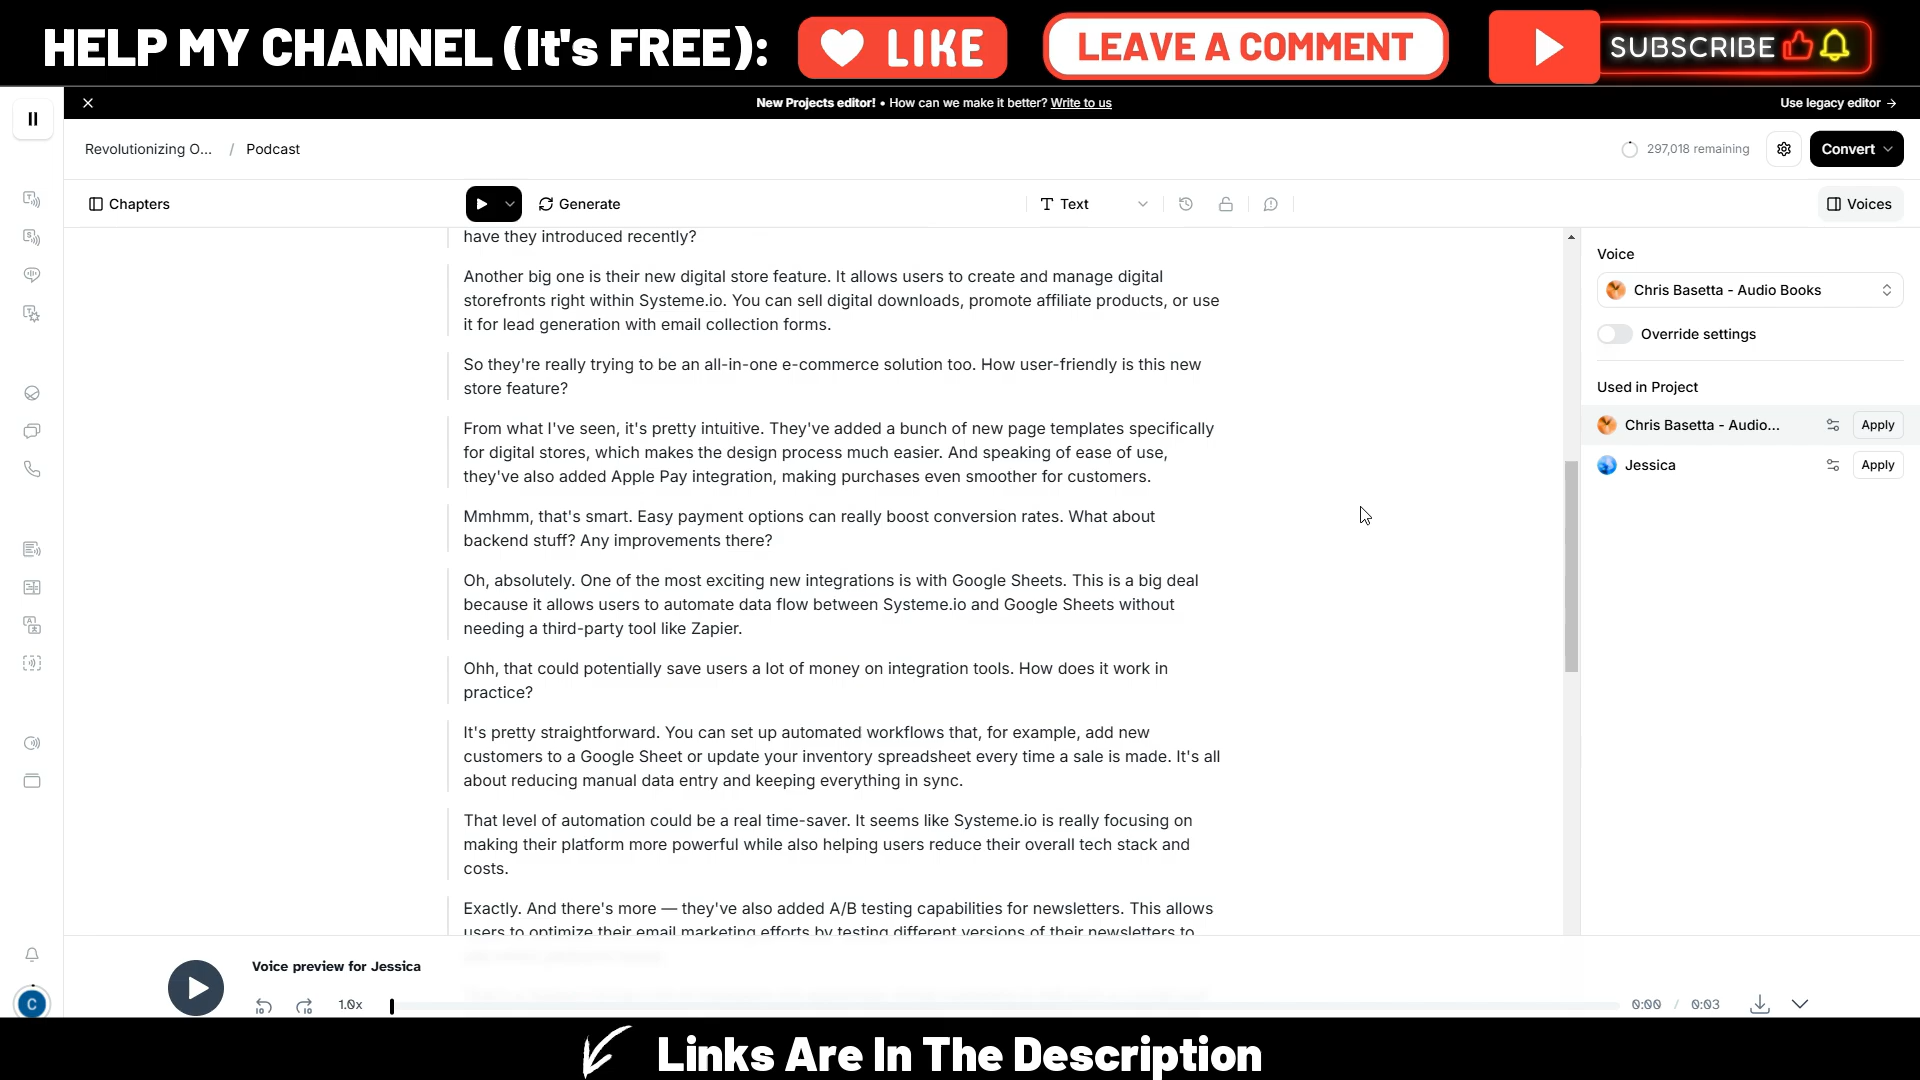 HELP MY CHANNEL (It's FREE):
LIKE
LEAVE A COMMENT
SUBSCRIBE
New Projects editor! • How can we make it better? Write to us
Use legacy editor →
Revolutionizing O... / Podcast
297,018 remaining
Convert
Chapters
Generate
Text
Voices
have they introduced recently?
Another big one is their new digital store feature. It allows users to create and manage digital
storefronts right within Systeme.io. You can sell digital downloads, promote affiliate products, or use
it for lead generation with email collection forms.
So they're really trying to be an all-in-one e-commerce solution too. How user-friendly is this new
store feature?
From what I've seen, it's pretty intuitive. They've added a bunch of new page templates specifically
for digital stores, which makes the design process much easier. And speaking of ease of use,
they've also added Apple Pay integration, making purchases even smoother for customers.
Mmhmm, that's smart. Easy payment options can really boost conversion rates. What about
backend stuff? Any improvements there?
Oh, absolutely. One of the most exciting new integrations is with Google Sheets. This is a big deal
because it allows users to automate data flow between Systeme.io and Google Sheets without
needing a third-party tool like Zapier.
Ohh, that could potentially save users a lot of money on integration tools. How does it work in
practice?
It's pretty straightforward. You can set up automated workflows that, for example, add new
customers to a Google Sheet or update your inventory spreadsheet every time a sale is made. It's all
about reducing manual data entry and keeping everything in sync.
That level of automation could be a real time-saver. It seems like Systeme.io is really focusing on
making their platform more powerful while also helping users reduce their overall tech stack and
costs.
Exactly. And there's more — they've also added A/B testing capabilities for newsletters. This allows
users to optimize their email marketing efforts by testing different versions of their newsletters to
Voice
Chris Basetta - Audio Books
Override settings
Used in Project
Chris Basetta - Audio...
Apply
Jessica
Apply
C
Voice preview for Jessica
10
10
1.0x
0:00 / 0:03
Links Are In The Description